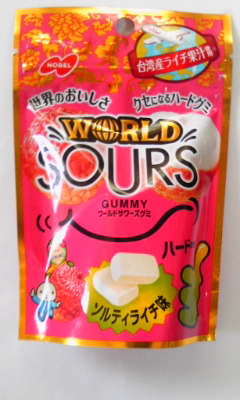 NOBEL
台湾産ライチ果汁
世界のおいしさ
クセになるハードグミ
WORLD
SOURS
GUMMY
ワールドサワーズグミ
ハード
ソルティライチ味